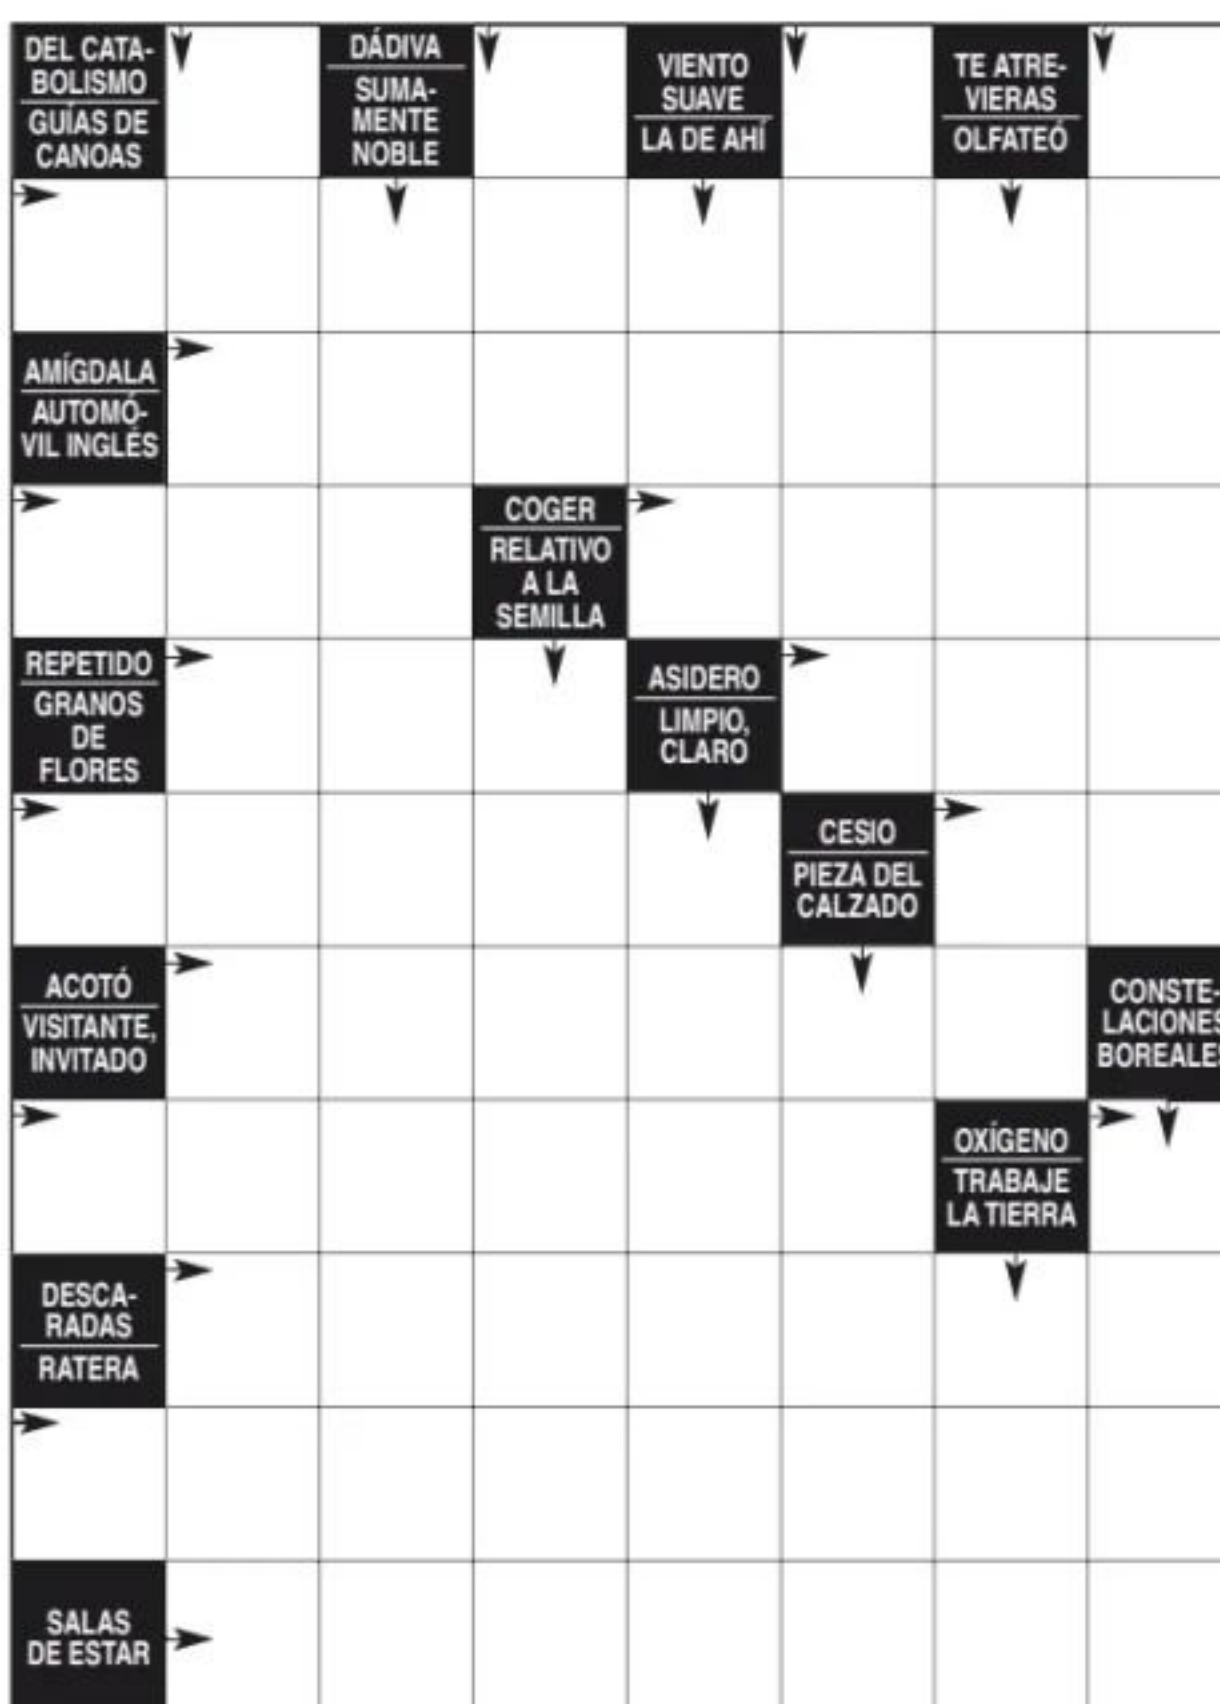 DEL CATA-
BOLISMO
GUÍAS DE
CANOAS
DÁDIVA
SUMA-
MENTE
NOBLE
VIENTO
SUAVE
LA DE AHÍ
TE ATRE-
VIERAS
OLFATEÓ
AMÍGDALA
AUTOMÓ-
VIL INGLÉS
COGER
RELATIVO
A LA
SEMILLA
REPETIDO
GRANOS
DE
FLORES
ASIDERO
LIMPIO,
CLARO
CESIO
PIEZA DEL
CALZADO
ACOTÓ
VISITANTE,
INVITADO
CONSTE-
LACIONES
BOREALES
OXÍGENO
TRABAJE
LA TIERRA
DESCA-
RADAS
RATERA
SALAS
DE ESTAR